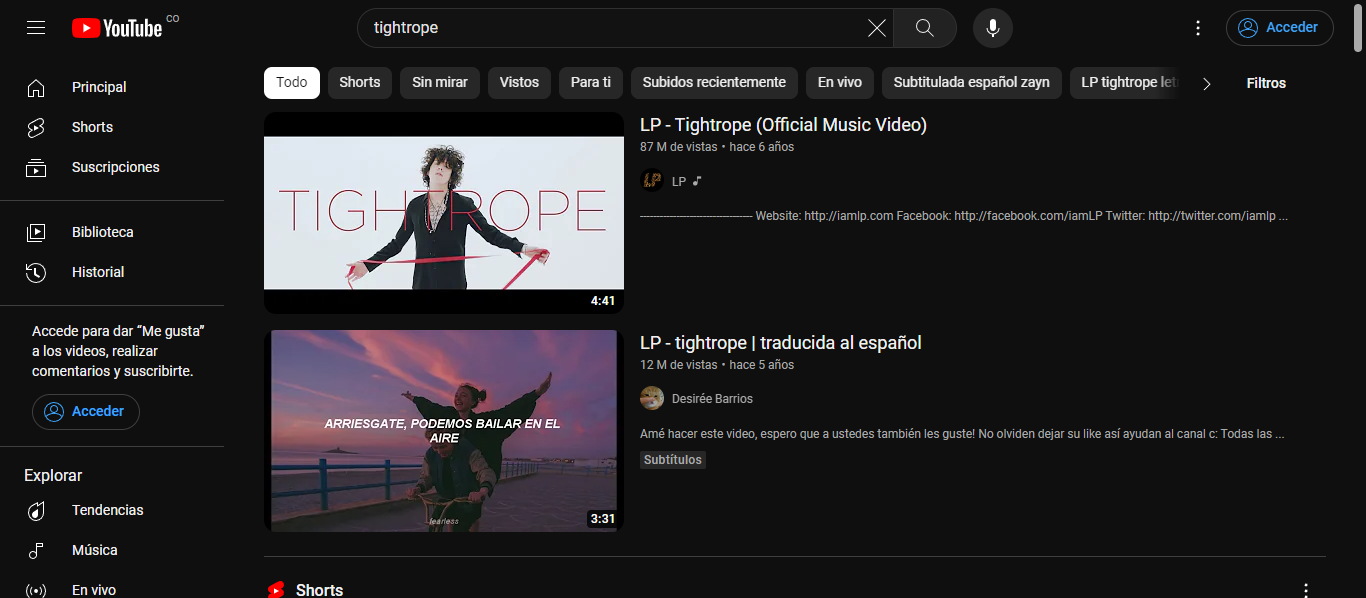 YouTube CO
tightrope
Acceder
Principal
Shorts
Suscripciones
Biblioteca
Historial
Accede para dar “Me gusta”
a los videos, realizar
comentarios y suscribirte.
Acceder
Explorar
Tendencias
Música
En vivo
Todo
Shorts
Sin mirar
Vistos
Para ti
Subidos recientemente
En vivo
Subtitulada español zayn
LP tightrope letr
Filtros
TIGHTROPE
4:41
LP - Tightrope (Official Music Video)
87 M de vistas • hace 6 años
LP
LP
-------------------------------- Website: http://iamlp.com Facebook: http://facebook.com/iamLP Twitter: http://twitter.com/iamlp ...
ARRIESGATE, PODEMOS BAILAR EN EL
AIRE
fearless
3:31
LP - tightrope | traducida al español
12 M de vistas • hace 5 años
Desirée Barrios
Amé hacer este video, espero que a ustedes también les guste! No olviden dejar su like así ayudan al canal c: Todas las ...
Subtítulos
Shorts